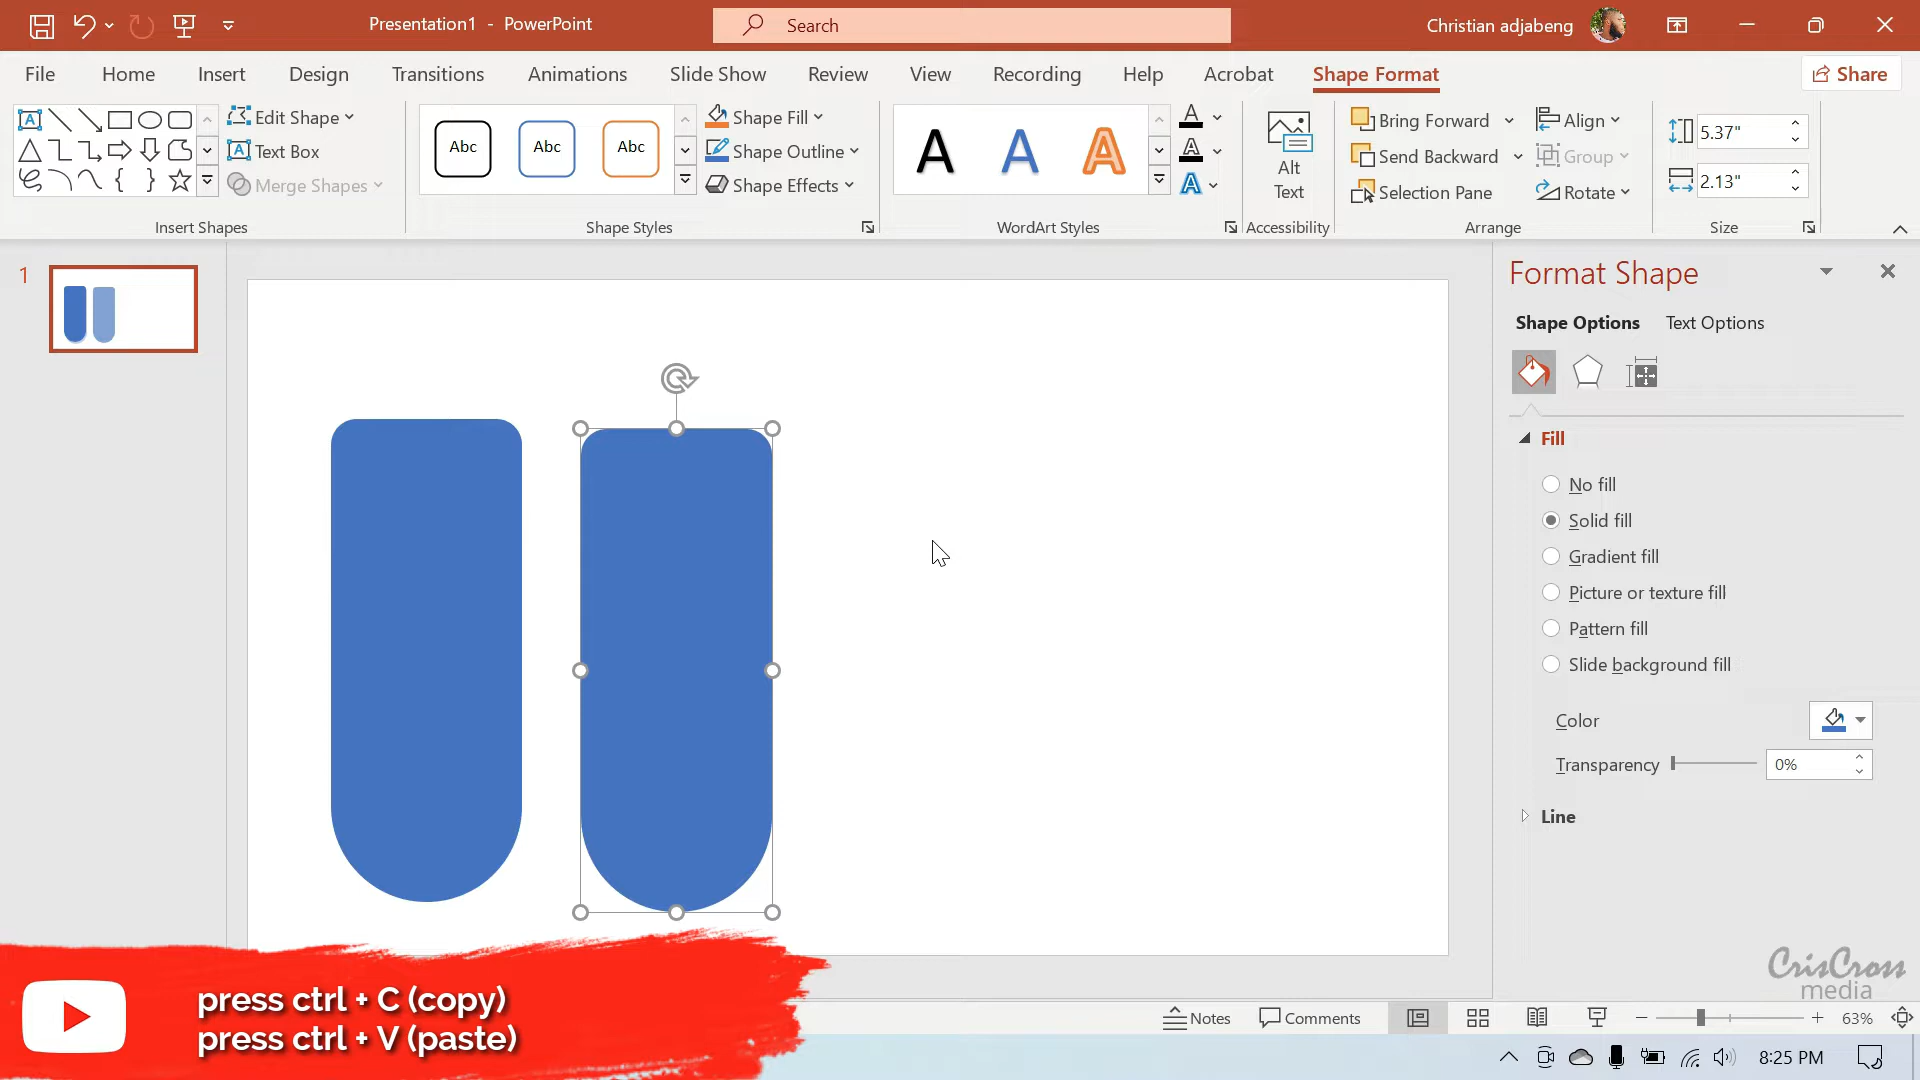 Presentation1 - PowerPoint
Search
Christian adjabeng
File Home Insert Design Transitions Animations Slide Show Review View Recording Help Acrobat Shape Format
Share
Edit Shape
Text Box
Merge Shapes
Insert Shapes
Abc Abc Abc
Shape Fill
Shape Outline
Shape Effects
Shape Styles
A A A
WordArt Styles
Alt
Text
Accessibility
Bring Forward
Send Backward
Selection Pane
Align
Group
Rotate
Arrange
5.37"
2.13"
Size
1
Format Shape
Shape Options Text Options
Fill
No fill
Solid fill
Gradient fill
Picture or texture fill
Pattern fill
Slide background fill
Color
Transparency 0%
Line
CrisCross
media
press ctrl + C (copy)
press ctrl + V (paste)
Notes Comments 63%
8:25 PM